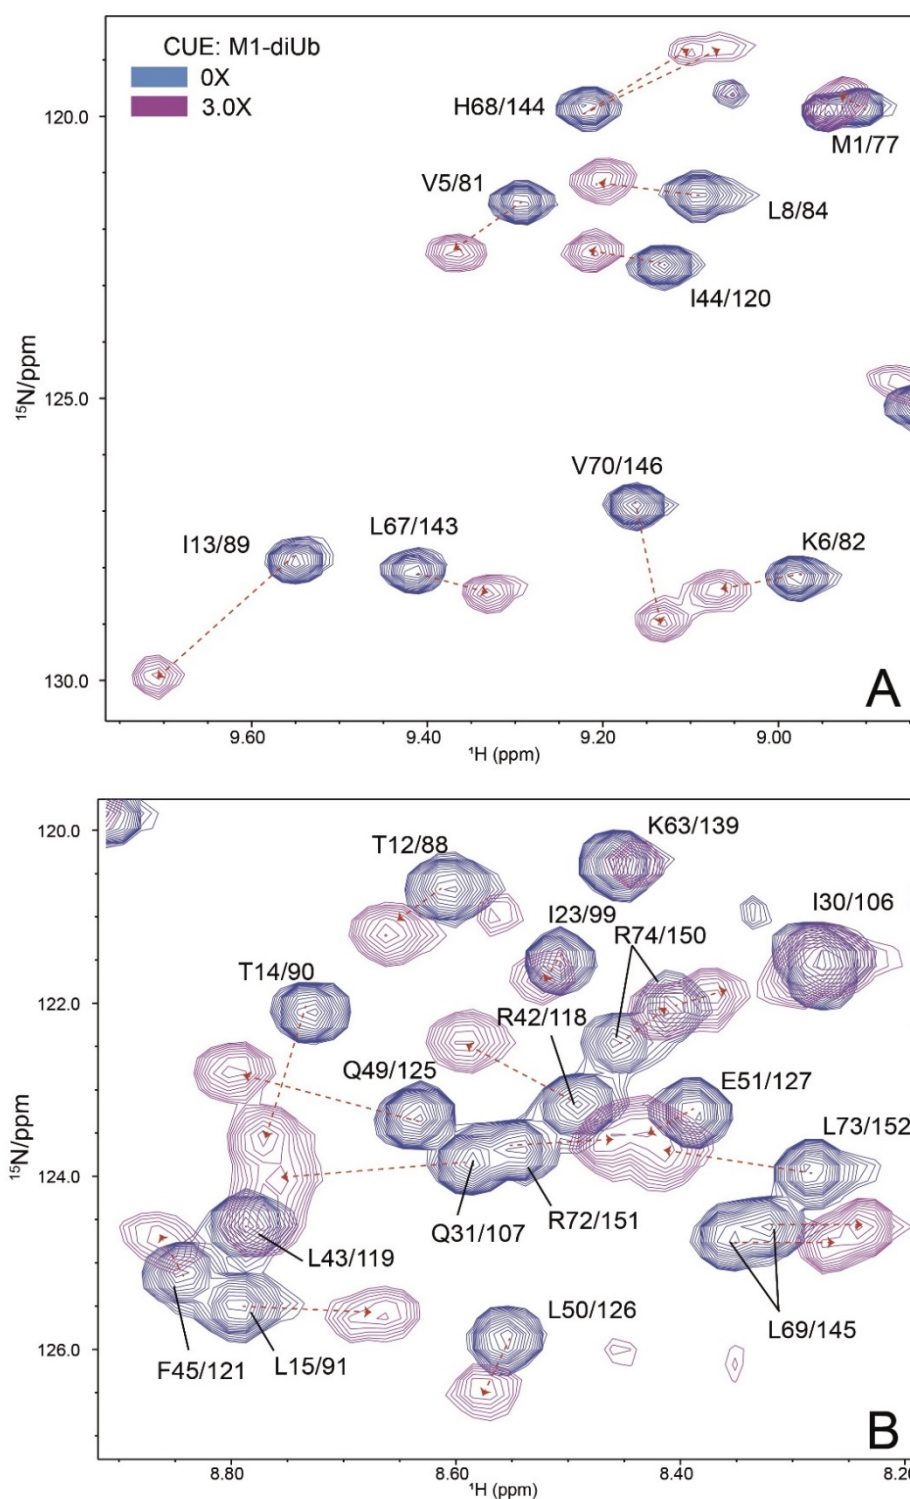 CUE: M1-diUb
0X
3.0X
120.0
H68/144
M1/77
V5/81
L8/84
I44/120
¹⁵N/ppm
125.0
V70/146
I13/89
L67/143
K6/82
130.0
A
9.60
9.40
9.20
9.00
¹H (ppm)
120.0
K63/139
T12/88
I30/106
I23/99
R74/150
T14/90
122.0
R42/118
Q49/125
E51/127
L73/152
¹⁵N/ppm
124.0
Q31/107
R72/151
L43/119
L50/126
L69/145
126.0
F45/121
L15/91
B
8.80
8.60
8.40
8.20
¹H (ppm)